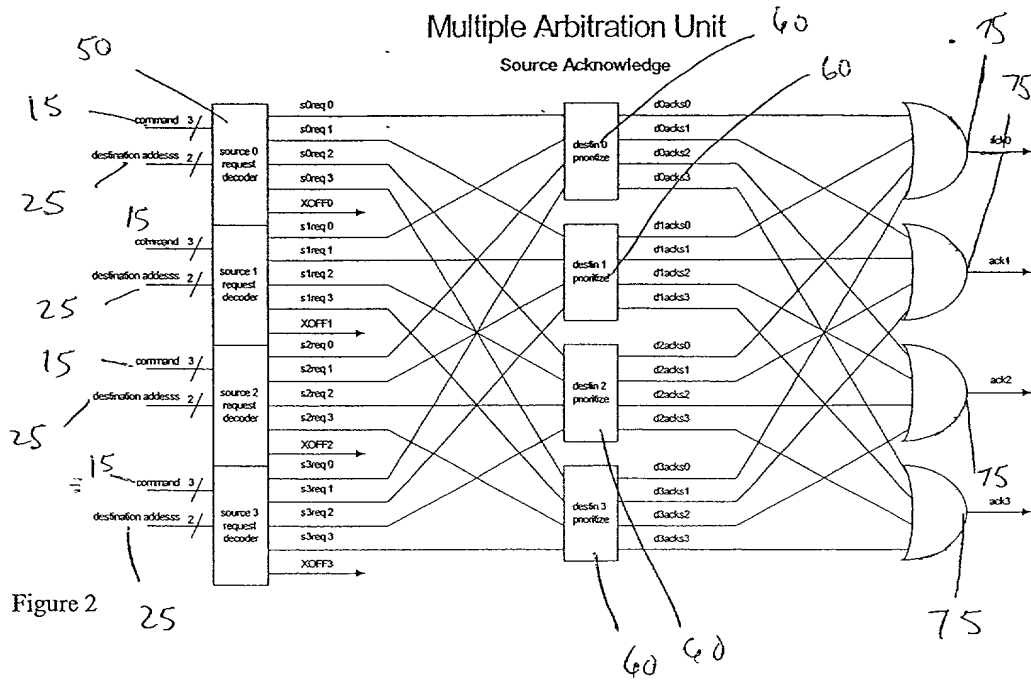 Multiple Arbitration Unit
Source Acknowledge
50
60
60
75
75
15
command 3
destination addesss 2
25
source 0
request
decoder
s0req 0
s0req 1
s0req 2
s0req 3
XOFF0
destin 0
prioritize
d0acks0
d0acks1
d0acks2
d0acks3
ack0
15
command 3
destination addesss 2
25
source 1
request
decoder
s1req 0
s1req 1
s1req 2
s1req 3
XOFF1
destin 1
prioritize
d1acks0
d1acks1
d1acks2
d1acks3
ack1
15
command 3
destination addesss 2
25
source 2
request
decoder
s2req 0
s2req 1
s2req 2
s2req 3
XOFF2
destin 2
prioritize
d2acks0
d2acks1
d2acks2
d2acks3
ack2
75
15
command 3
destination addesss 2
25
source 3
request
decoder
s3req 0
s3req 1
s3req 2
s3req 3
XOFF3
destin 3
prioritize
d3acks0
d3acks1
d3acks2
d3acks3
ack3
75
60
60
Figure 2